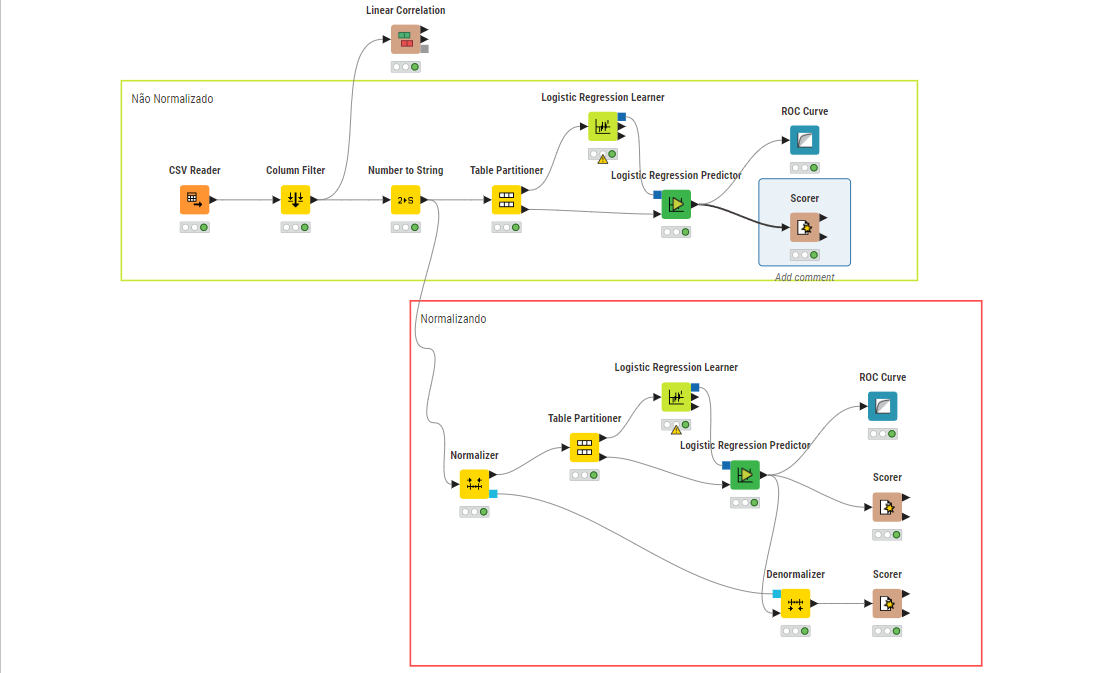 Linear Correlation
Não Normalizado
Logistic Regression Learner
ROC Curve
CSV Reader
Column Filter
Number to String
Table Partitioner
Logistic Regression Predictor
Scorer
2▸S
Add comment
Normalizando
Logistic Regression Learner
ROC Curve
Table Partitioner
Logistic Regression Predictor
Normalizer
Scorer
Denormalizer
Scorer